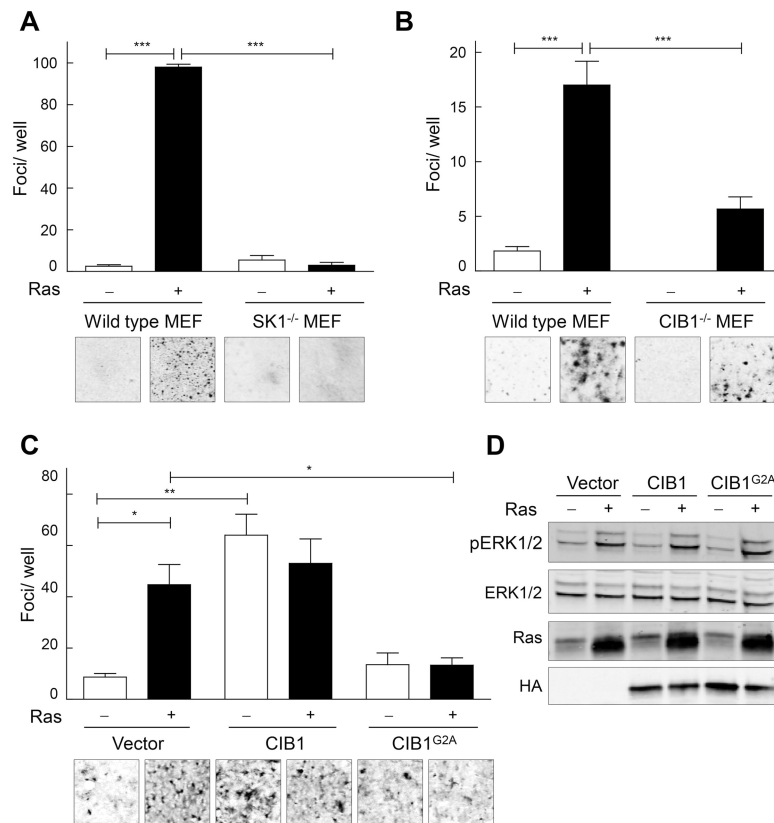 A
***
***
Foci/ well
100
80
60
40
20
0
Ras
– + – +
Wild type MEF SK1-/- MEF
B
***
***
Foci/ well
20
15
10
5
0
Ras
– + – +
Wild type MEF CIB1-/- MEF
C
*
**
*
Foci/ well
80
60
40
20
0
Ras
– + – + – +
Vector CIB1 CIB1G2A
D
Vector CIB1 CIB1G2A
Ras – + – + – +
pERK1/2
ERK1/2
Ras
HA